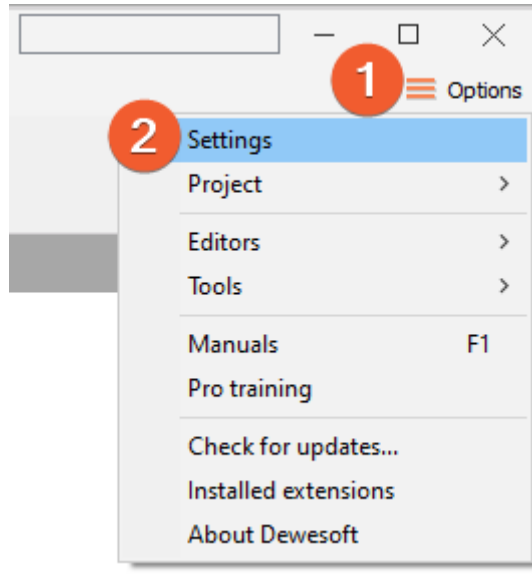 1 Options
2 Settings
Project
Editors
Tools
Manuals F1
Pro training
Check for updates...
Installed extensions
About Dewesoft